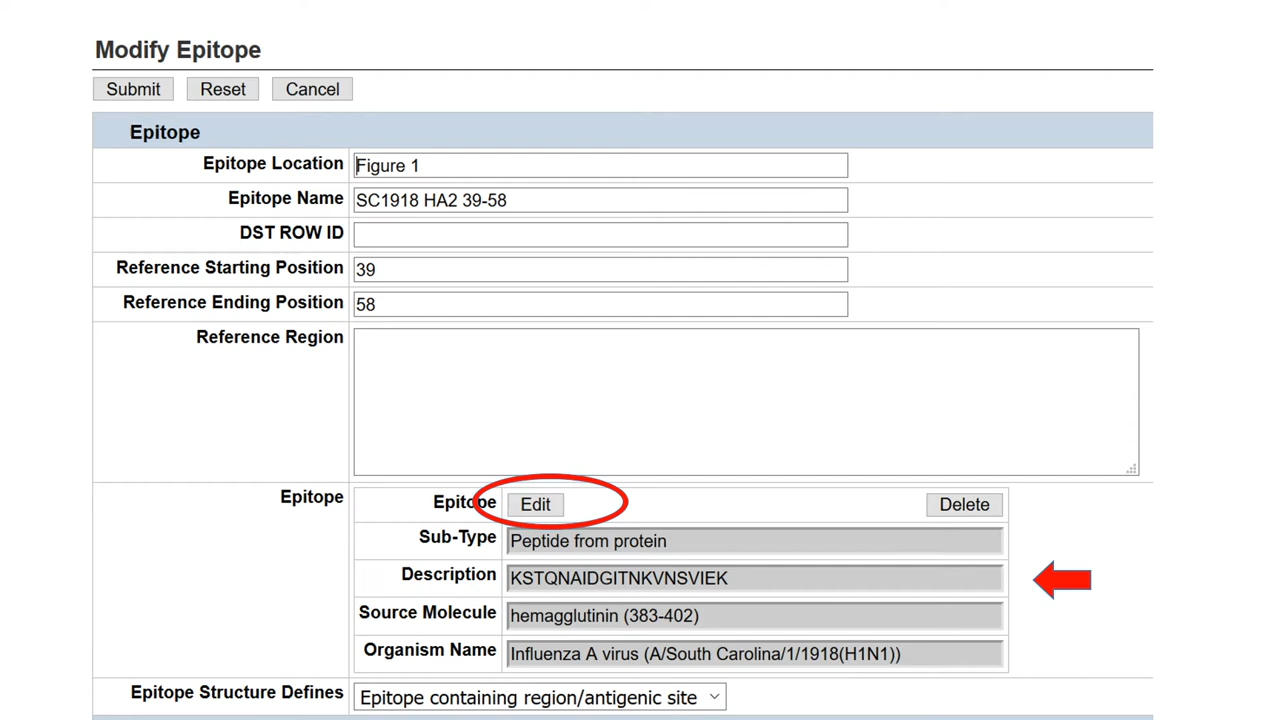 Modify Epitope
Submit Reset Cancel
Epitope
Epitope Location Figure 1
Epitope Name SC1918 HA2 39-58
DST ROW ID
Reference Starting Position 39
Reference Ending Position 58
Reference Region
Epitope Epitope Edit Delete
Sub-Type Peptide from protein
Description KSTQNAIDGITNKVNSVIEK
Source Molecule hemagglutinin (383-402)
Organism Name Influenza A virus (A/South Carolina/1/1918(H1N1))
Epitope Structure Defines Epitope containing region/antigenic site